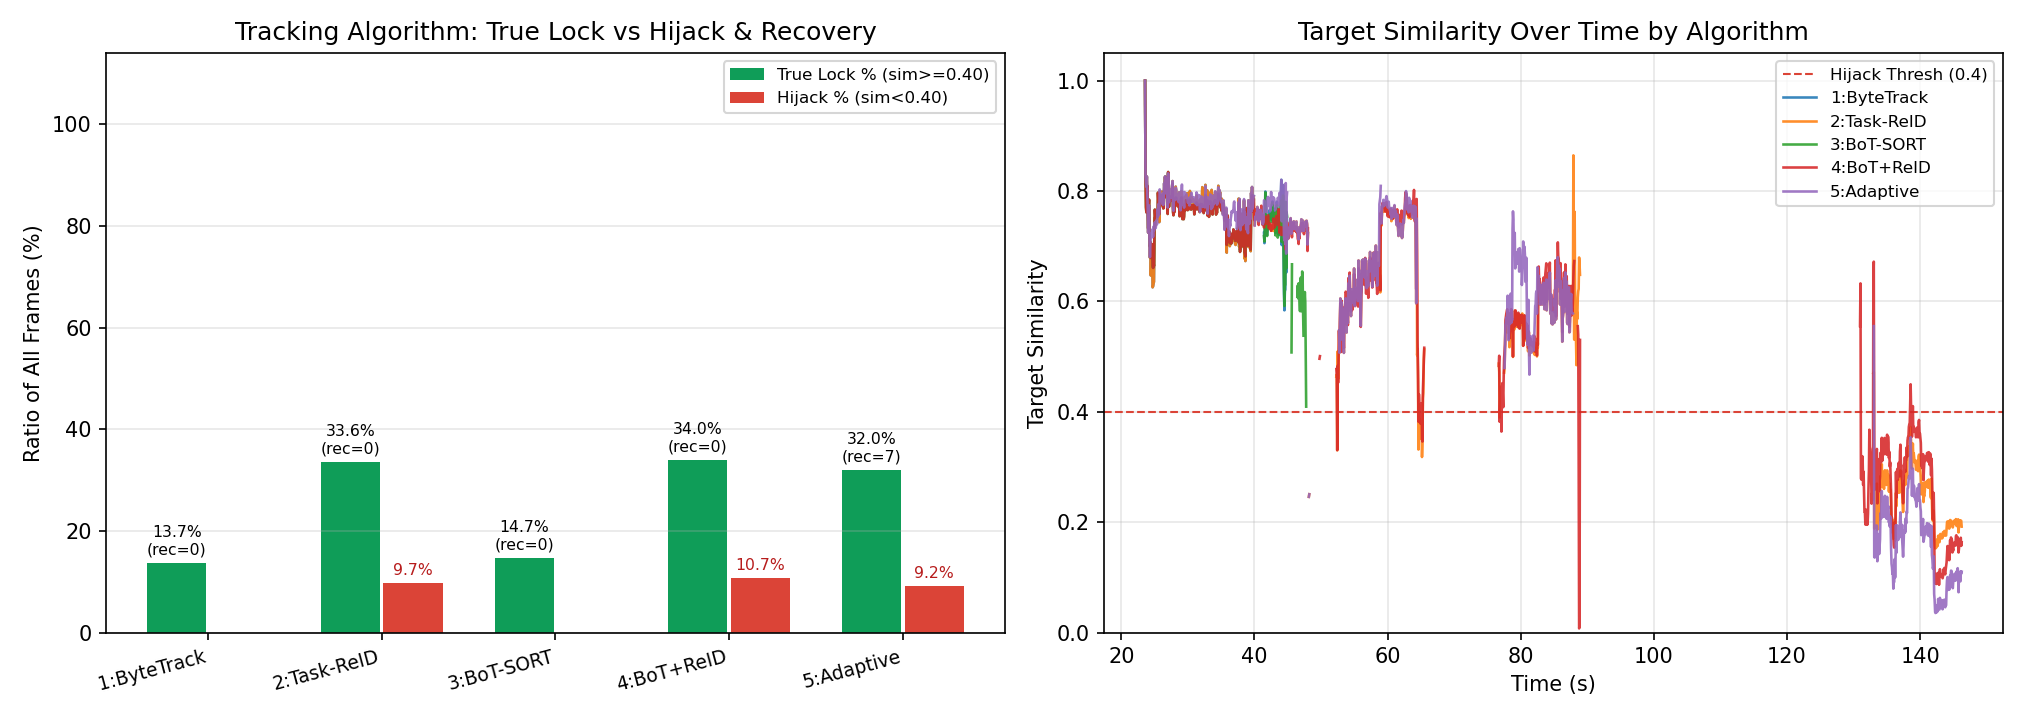 Tracking Algorithm: True Lock vs Hijack & Recovery
True Lock % (sim>=0.40)
Hijack % (sim<0.40)
Ratio of All Frames (%)
100
80
60
40
20
0
13.7%
(rec=0)
33.6%
(rec=0)
9.7%
14.7%
(rec=0)
34.0%
(rec=0)
10.7%
32.0%
(rec=7)
9.2%
1:ByteTrack
2:Task-ReID
3:BoT-SORT
4:BoT+ReID
5:Adaptive
Target Similarity Over Time by Algorithm
Hijack Thresh (0.4)
1:ByteTrack
2:Task-ReID
3:BoT-SORT
4:BoT+ReID
5:Adaptive
Target Similarity
1.0
0.8
0.6
0.4
0.2
0.0
20
40
60
80
100
120
140
Time (s)